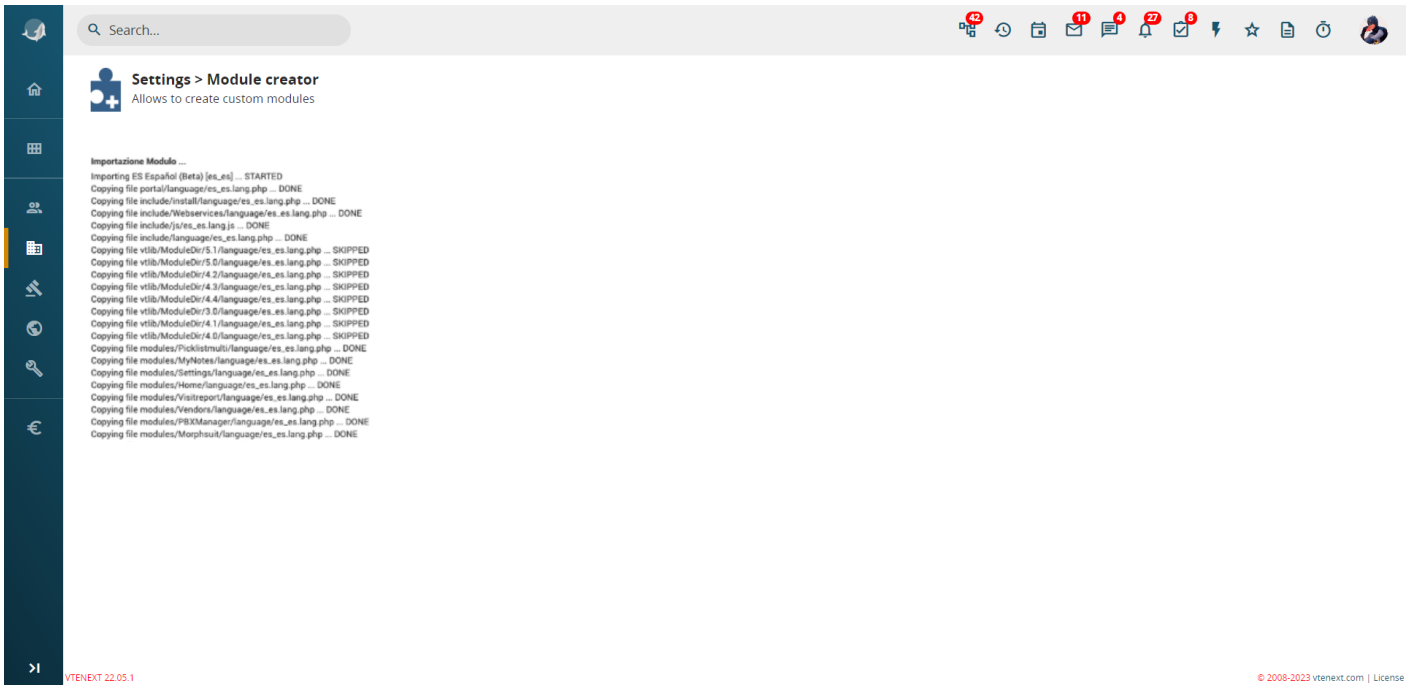 Search...
42
11
4
27
8
Settings > Module creator
Allows to create custom modules
Importazione Modulo ...
Importing ES Español (Beta) [es_es] ... STARTED
Copying file portal/language/es_es.lang.php ... DONE
Copying file include/install/language/es_es.lang.php ... DONE
Copying file include/Webservices/language/es_es.lang.php ... DONE
Copying file include/js/es_es.lang.js ... DONE
Copying file include/language/es_es.lang.php ... DONE
Copying file vtlib/ModuleDir/5.1/language/es_es.lang.php ... SKIPPED
Copying file vtlib/ModuleDir/5.0/language/es_es.lang.php ... SKIPPED
Copying file vtlib/ModuleDir/4.2/language/es_es.lang.php ... SKIPPED
Copying file vtlib/ModuleDir/4.3/language/es_es.lang.php ... SKIPPED
Copying file vtlib/ModuleDir/4.4/language/es_es.lang.php ... SKIPPED
Copying file vtlib/ModuleDir/3.0/language/es_es.lang.php ... SKIPPED
Copying file vtlib/ModuleDir/4.1/language/es_es.lang.php ... SKIPPED
Copying file vtlib/ModuleDir/4.0/language/es_es.lang.php ... SKIPPED
Copying file modules/Picklistmulti/language/es_es.lang.php ... DONE
Copying file modules/MyNotes/language/es_es.lang.php ... DONE
Copying file modules/Settings/language/es_es.lang.php ... DONE
Copying file modules/Home/language/es_es.lang.php ... DONE
Copying file modules/Visitreport/language/es_es.lang.php ... DONE
Copying file modules/Vendors/language/es_es.lang.php ... DONE
Copying file modules/PBXManager/language/es_es.lang.php ... DONE
Copying file modules/Morphsuit/language/es_es.lang.php ... DONE
VTENEXT 22.05.1
© 2008-2023 vtenext.com | License